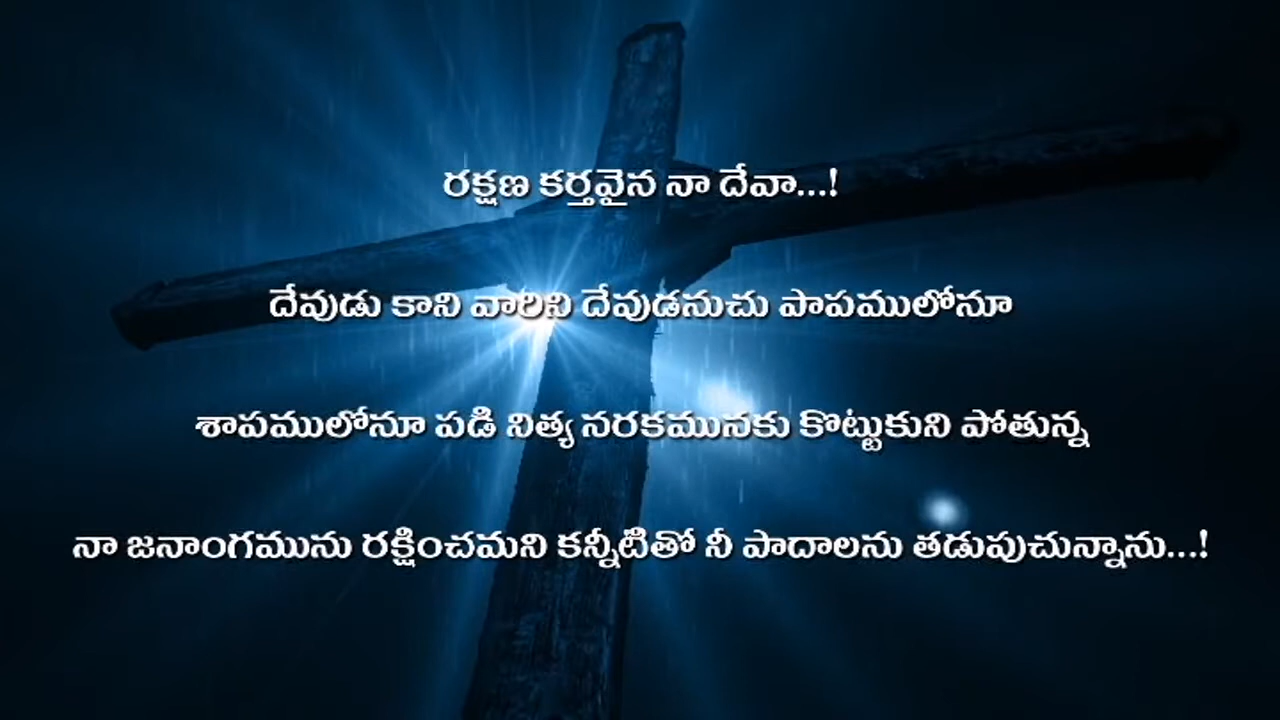 రక్షణ కర్తవైన నా దేవా...!
దేవుడు కాని వారిని దేవుడనుచు పాపములోనూ
శాపములోనూ పడి నిత్య నరకమునకు కొట్టుకుని పోతున్న
నా జనాంగమును రక్షించమని కన్నీటితో నీ పాదాలను తడుపుచున్నాను...!